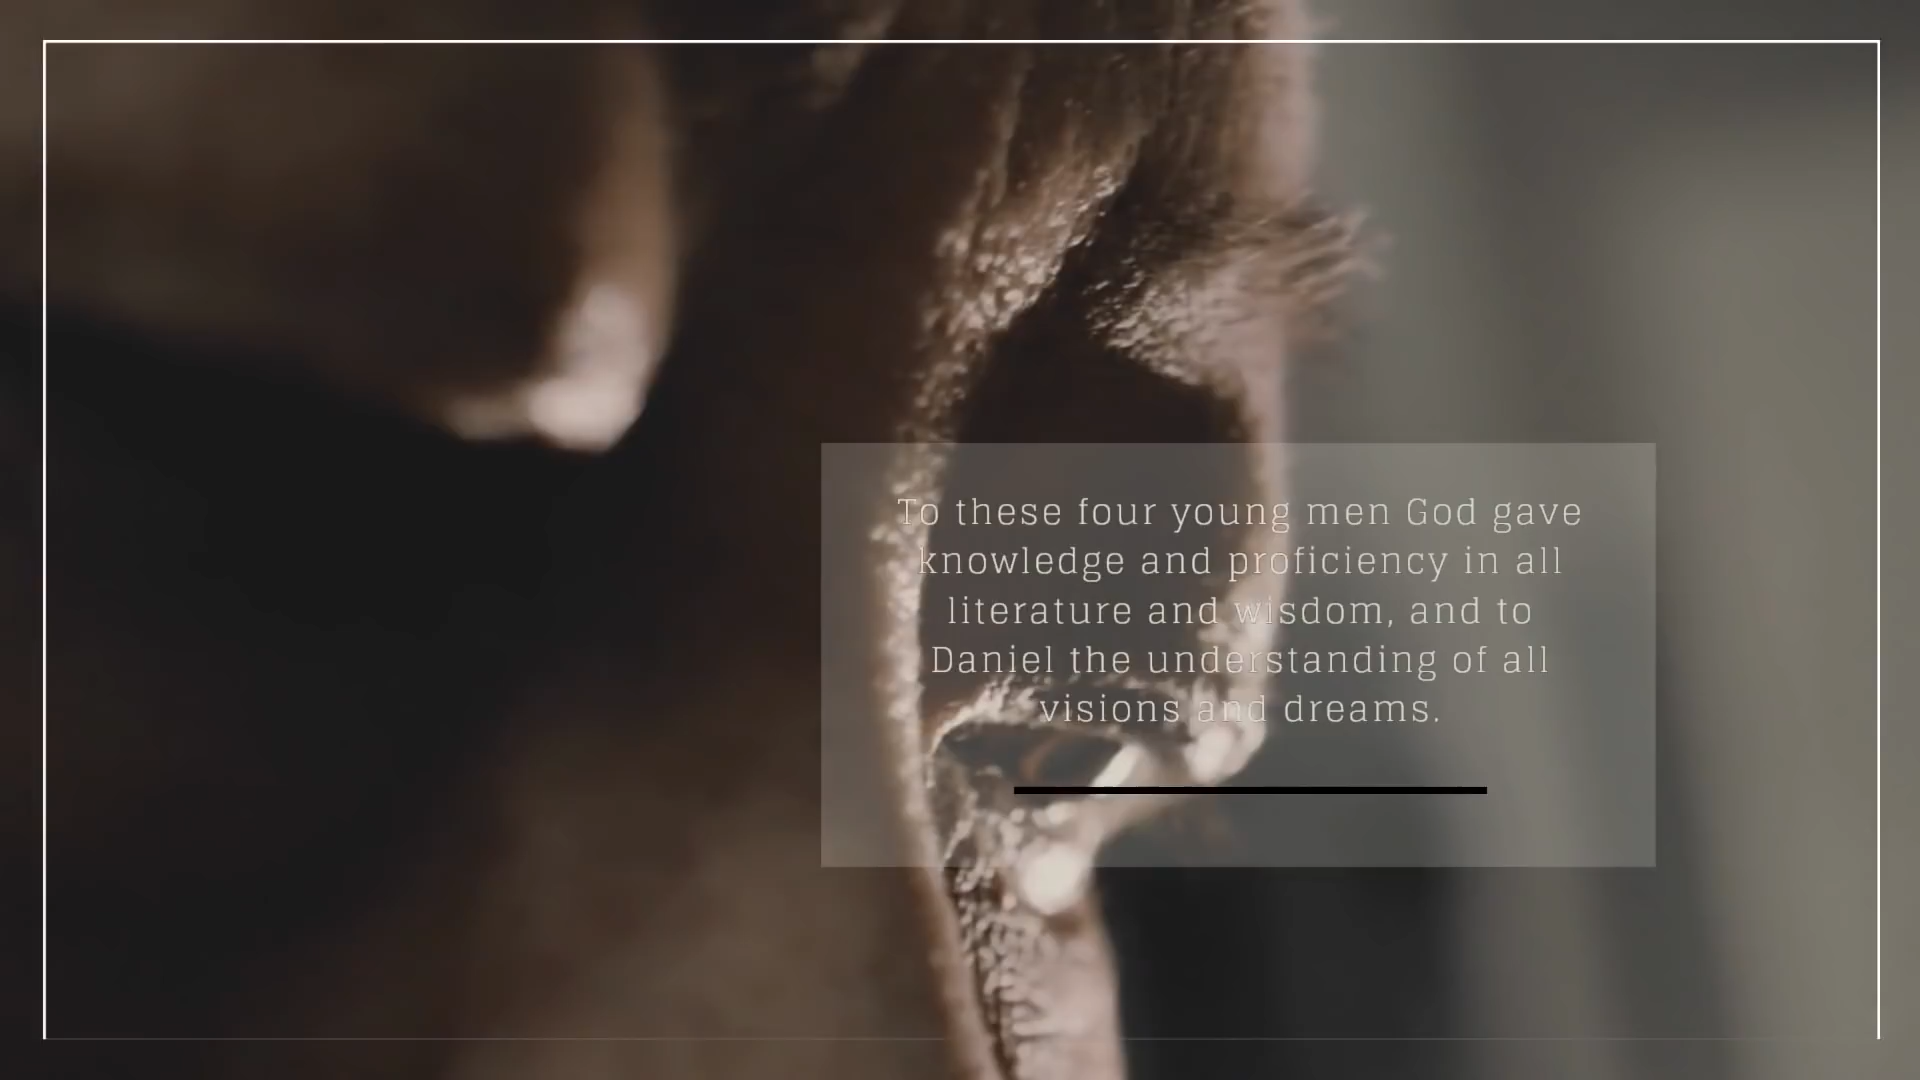 To these four young men God gave
knowledge and proficiency in all
literature and wisdom, and to
Daniel the understanding of all
visions and dreams.